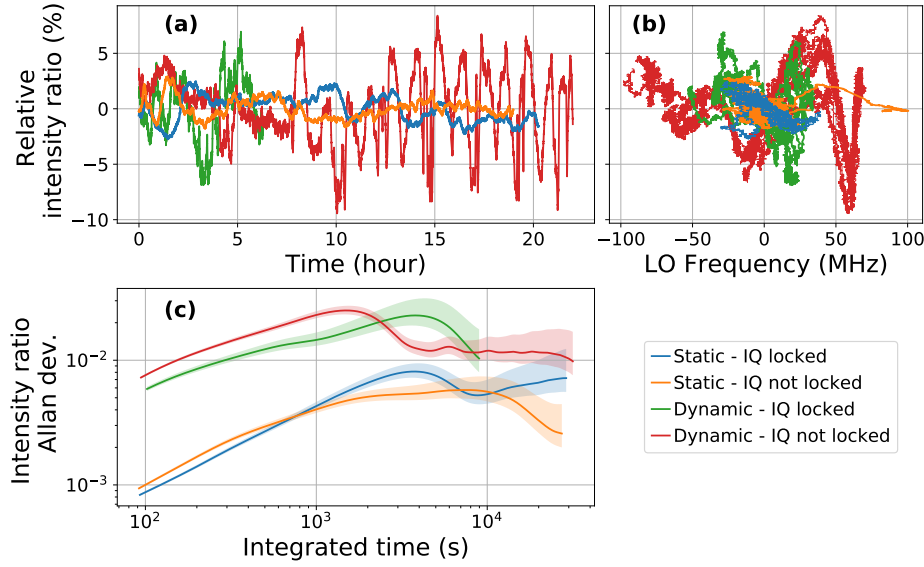 (a)
Relative
intensity ratio (%)
5
0
−5
−10
0
5
10
15
20
Time (hour)
(b)
−100
−50
0
50
100
LO Frequency (MHz)
(c)
Intensity ratio
Allan dev.
10⁻²
10⁻³
10²
10³
10⁴
Integrated time (s)
Static - IQ locked
Static - IQ not locked
Dynamic - IQ locked
Dynamic - IQ not locked